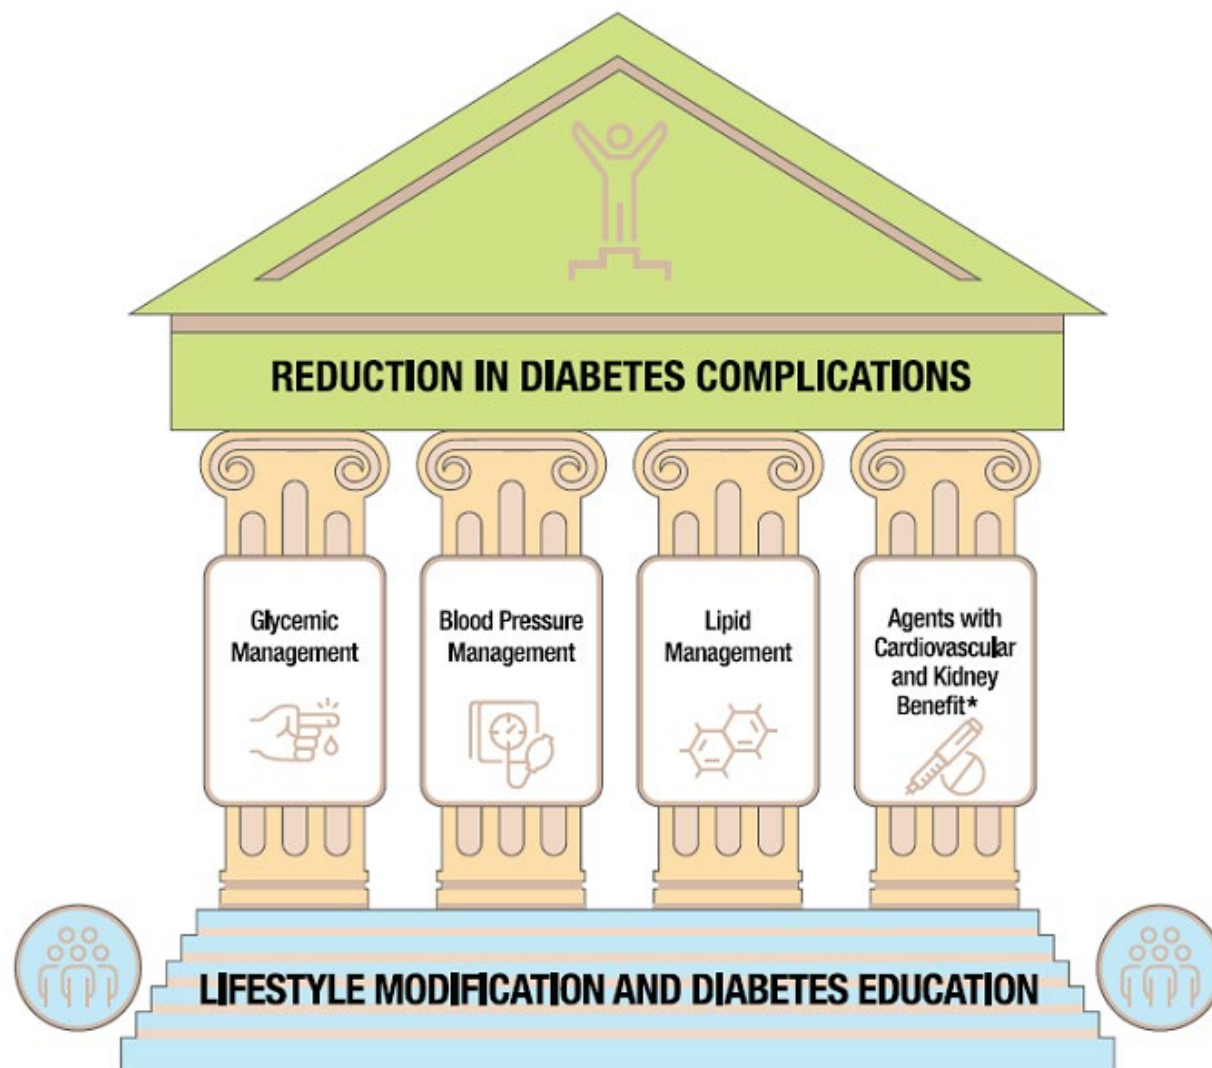 REDUCTION IN DIABETES COMPLICATIONS
Glycemic
Management
Blood Pressure
Management
Lipid
Management
Agents with
Cardiovascular
and Kidney
Benefit*
LIFESTYLE MODIFICATION AND DIABETES EDUCATION